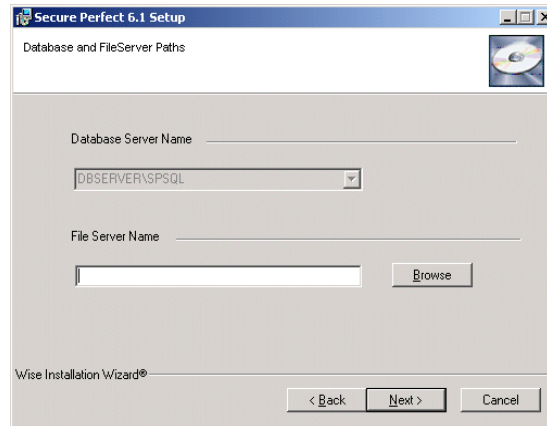 Secure Perfect 6.1 Setup
Database and FileServer Paths
Database Server Name
DBSERVER\SPSQL
File Server Name
Browse
Wise Installation Wizard®
< Back Next > Cancel